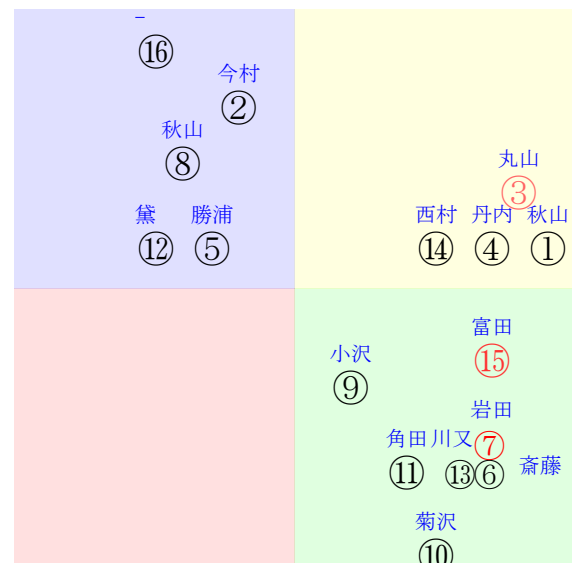 ⑯
今村
②
秋山
⑧
丸山
③
黛
⑫
勝浦
⑤
西村
⑭
丹内
④
秋山
①
富田
⑮
小沢
⑨
岩田
⑦
角田
⑪
川又
⑬
⑥
斎藤
菊沢
⑩